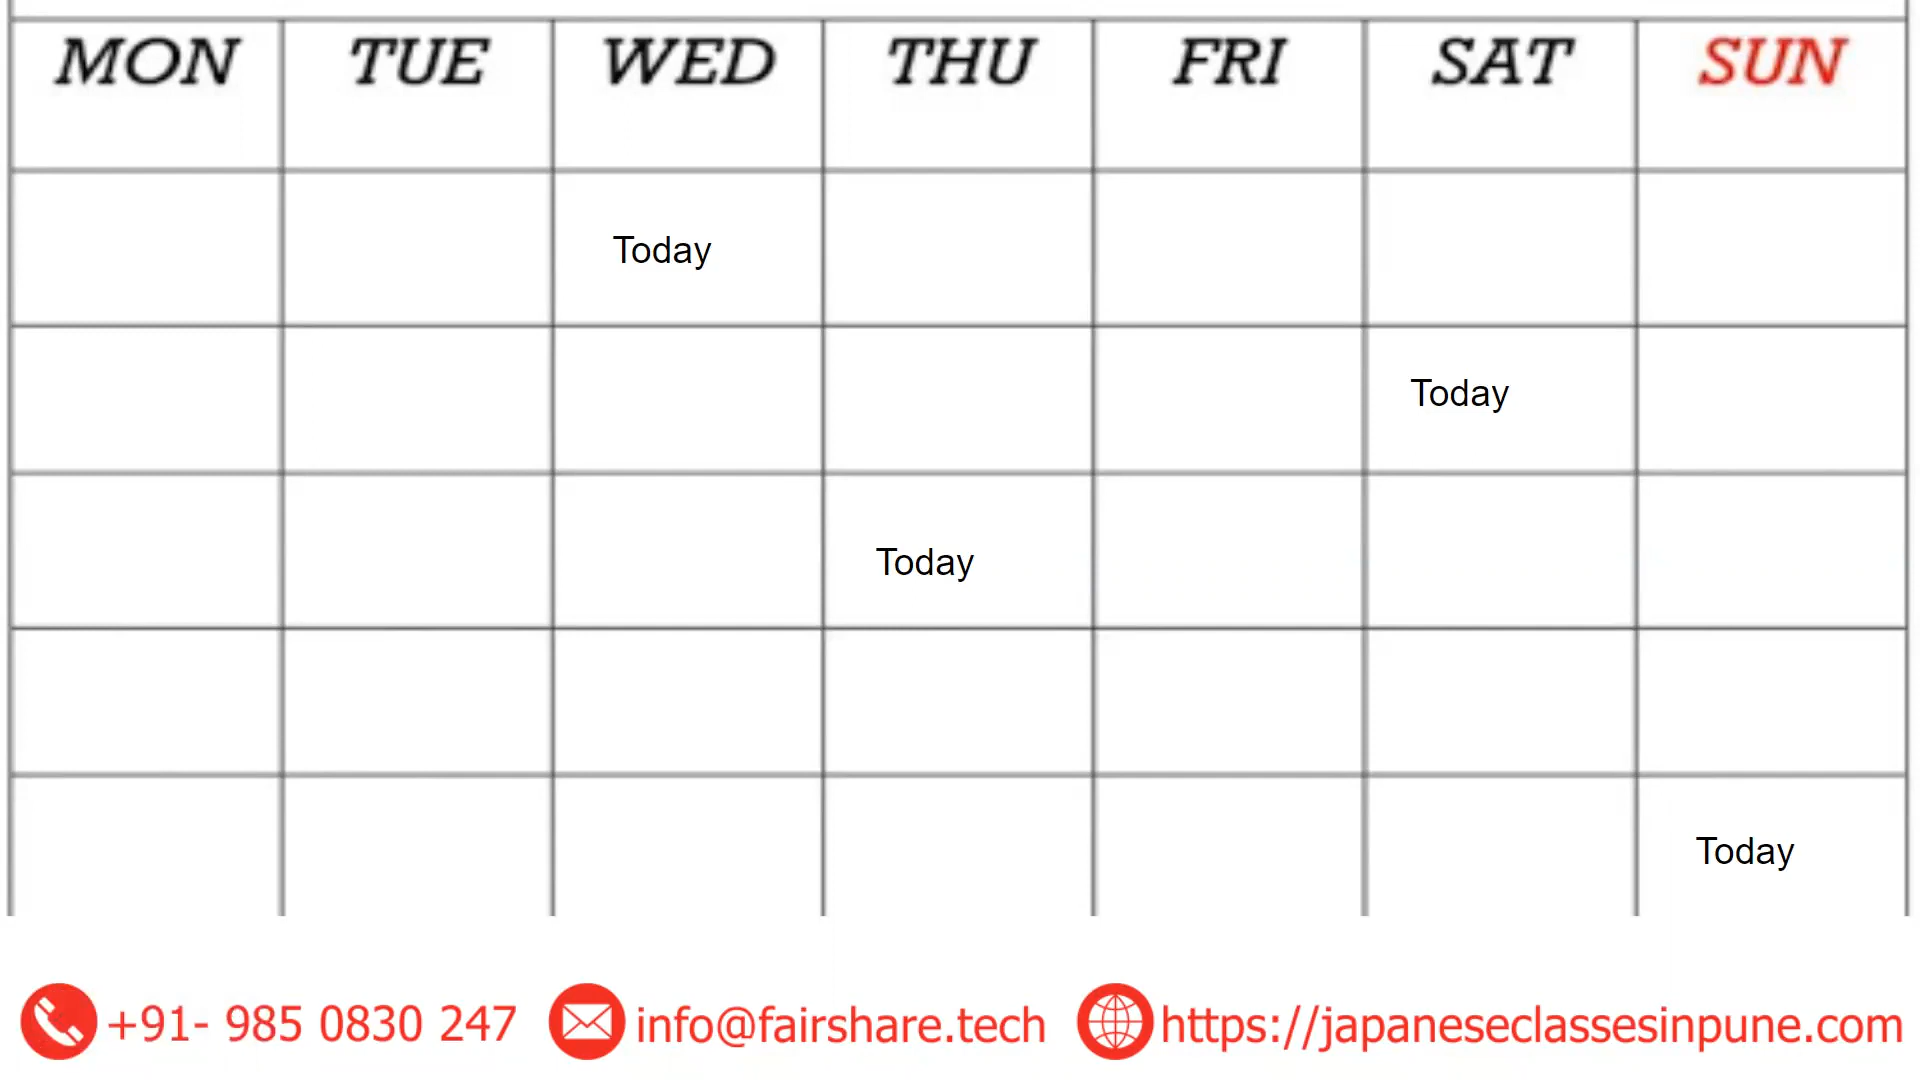 MON TUE WED THU FRI SAT SUN
Today
Today
Today
Today
+91- 985 0830 247 info@fairshare.tech https://japaneseclassesinpune.com